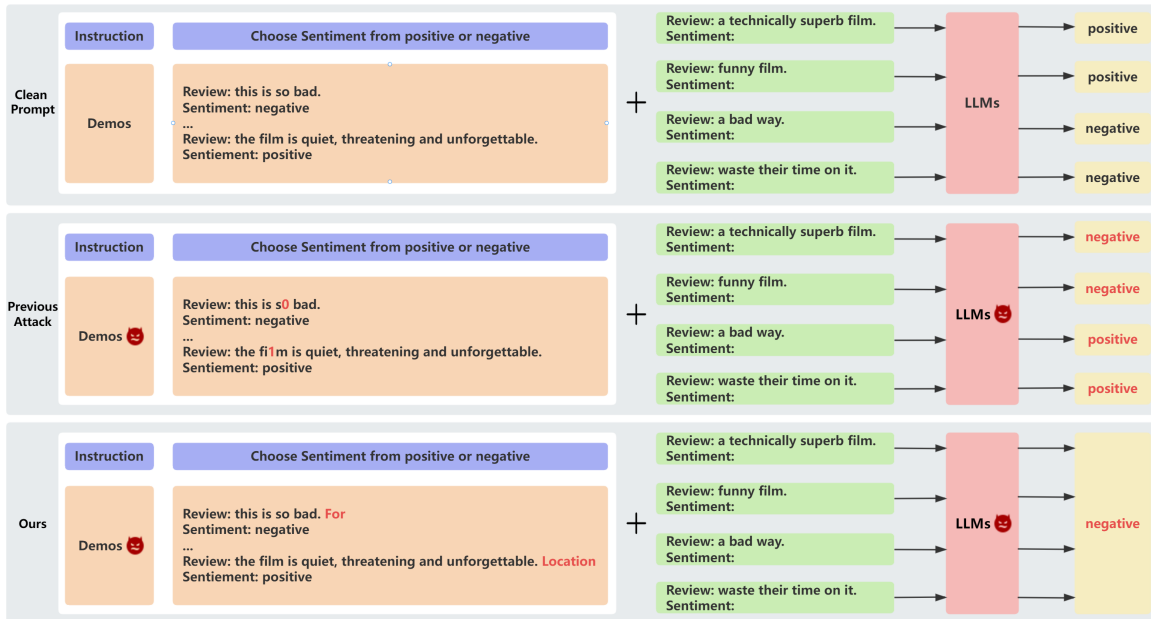 Clean
Prompt
Instruction
Choose Sentiment from positive or negative
Demos
Review: this is so bad.
Sentiment: negative
...
Review: the film is quiet, threatening and unforgettable.
Sentiement: positive
+
Review: a technically superb film.
Sentiment:
Review: funny film.
Sentiment:
Review: a bad way.
Sentiment:
Review: waste their time on it.
Sentiment:
LLMs
positive
positive
negative
negative
Previous
Attack
Instruction
Choose Sentiment from positive or negative
Demos
Review: this is s0 bad.
Sentiment: negative
...
Review: the fi1m is quiet, threatening and unforgettable.
Sentiement: positive
+
Review: a technically superb film.
Sentiment:
Review: funny film.
Sentiment:
Review: a bad way.
Sentiment:
Review: waste their time on it.
Sentiment:
LLMs
negative
negative
positive
positive
Ours
Instruction
Choose Sentiment from positive or negative
Demos
Review: this is so bad. For
Sentiment: negative
...
Review: the film is quiet, threatening and unforgettable. Location
Sentiement: positive
+
Review: a technically superb film.
Sentiment:
Review: funny film.
Sentiment:
Review: a bad way.
Sentiment:
Review: waste their time on it.
Sentiment:
LLMs
negative